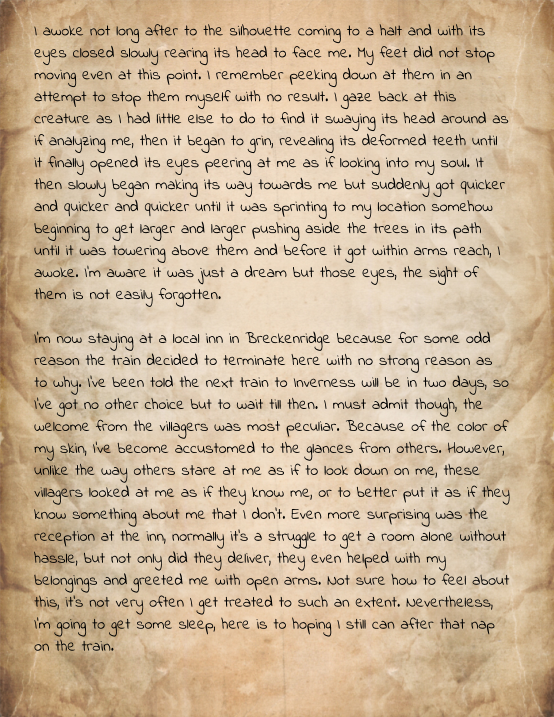 I awoke not long after to the silhouette coming to a halt and with its
eyes closed slowly rearing its head to face me. My feet did not stop
moving even at this point. I remember peeking down at them in an
attempt to stop them myself with no result. I gaze back at this
creature as I had little else to do to find it swaying its head around as
if analyzing me, then it began to grin, revealing its deformed teeth until
it finally opened its eyes peering at me as if looking into my soul. It
then slowly began making its way towards me but suddenly got quicker
and quicker and quicker until it was sprinting to my location somehow
beginning to get larger and larger pushing aside the trees in its path
until it was towering above them and before it got within arms reach, I
awoke. I'm aware it was just a dream but those eyes, the sight of
them is not easily forgotten.

I'm now staying at a local inn in Breckenridge because for some odd
reason the train decided to terminate here with no strong reason as
to why. I've been told the next train to Inverness will be in two days, so
I've got no other choice but to wait till then. I must admit though, the
welcome from the villagers was most peculiar. Because of the color of
my skin, I've become accustomed to the glances from others. However,
unlike the way others stare at me as if to look down on me, these
villagers looked at me as if they know me, or to better put it as if they
know something about me that I don't. Even more surprising was the
reception at the inn, normally it's a struggle to get a room alone without
hassle, but not only did they deliver, they even helped with my
belongings and greeted me with open arms. Not sure how to feel about
this, it's not very often I get treated to such an extent. Nevertheless,
I'm going to get some sleep, here is to hoping I still can after that nap
on the train.